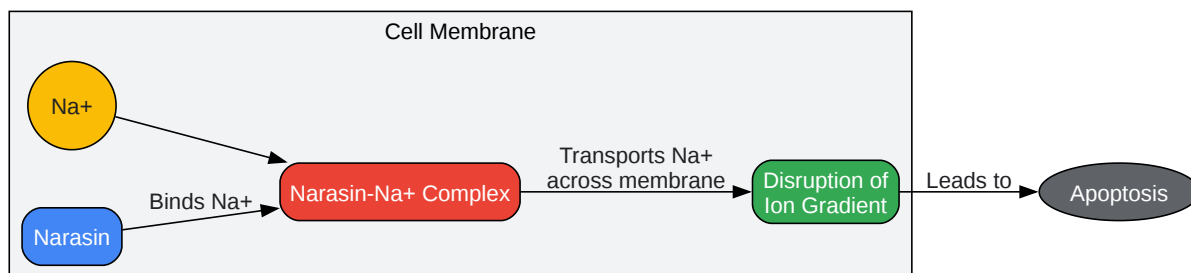 Cell Membrane
Na+
Binds Na+
Narasin
Narasin-Na+ Complex
Transports Na+
across membrane
Disruption of
Ion Gradient
Leads to
Apoptosis